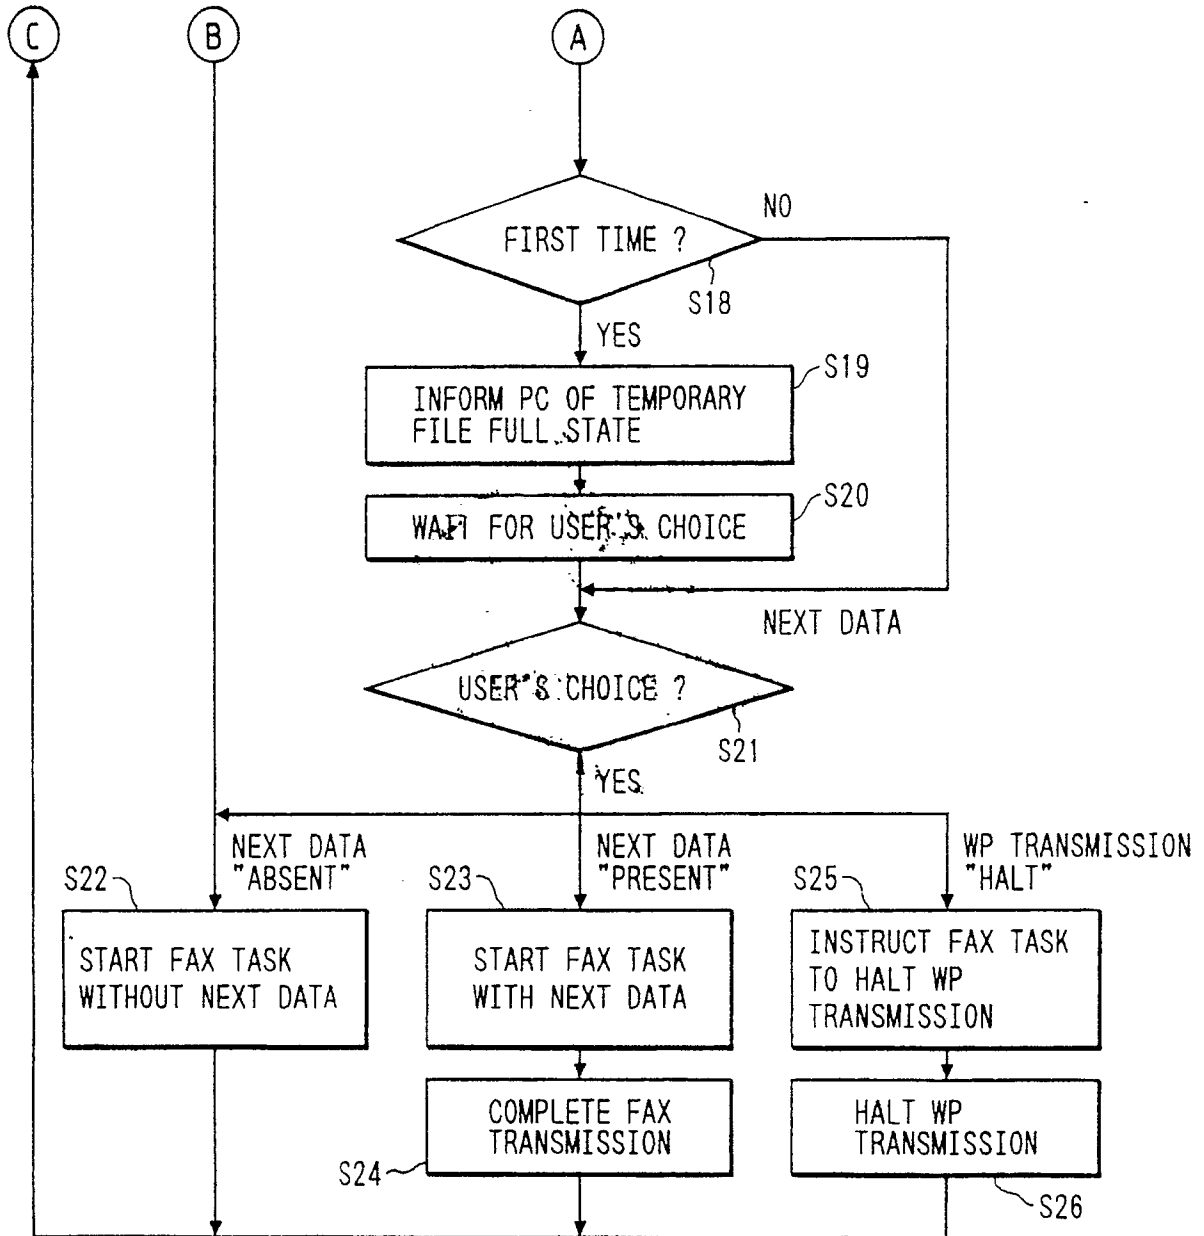 C
B
A
FIRST TIME ?
NO
S18
YES
S19
INFORM PC OF TEMPORARY
FILE FULL STATE
S20
WAIT FOR USER'S CHOICE
NEXT DATA
USER'S CHOICE ?
S21
YES
NEXT DATA
"ABSENT"
NEXT DATA
"PRESENT"
WP TRANSMISSION
"HALT"
S22
S23
S25
START FAX TASK
WITHOUT NEXT DATA
START FAX TASK
WITH NEXT DATA
INSTRUCT FAX TASK
TO HALT WP
TRANSMISSION
COMPLETE FAX
TRANSMISSION
HALT WP
TRANSMISSION
S24
S26